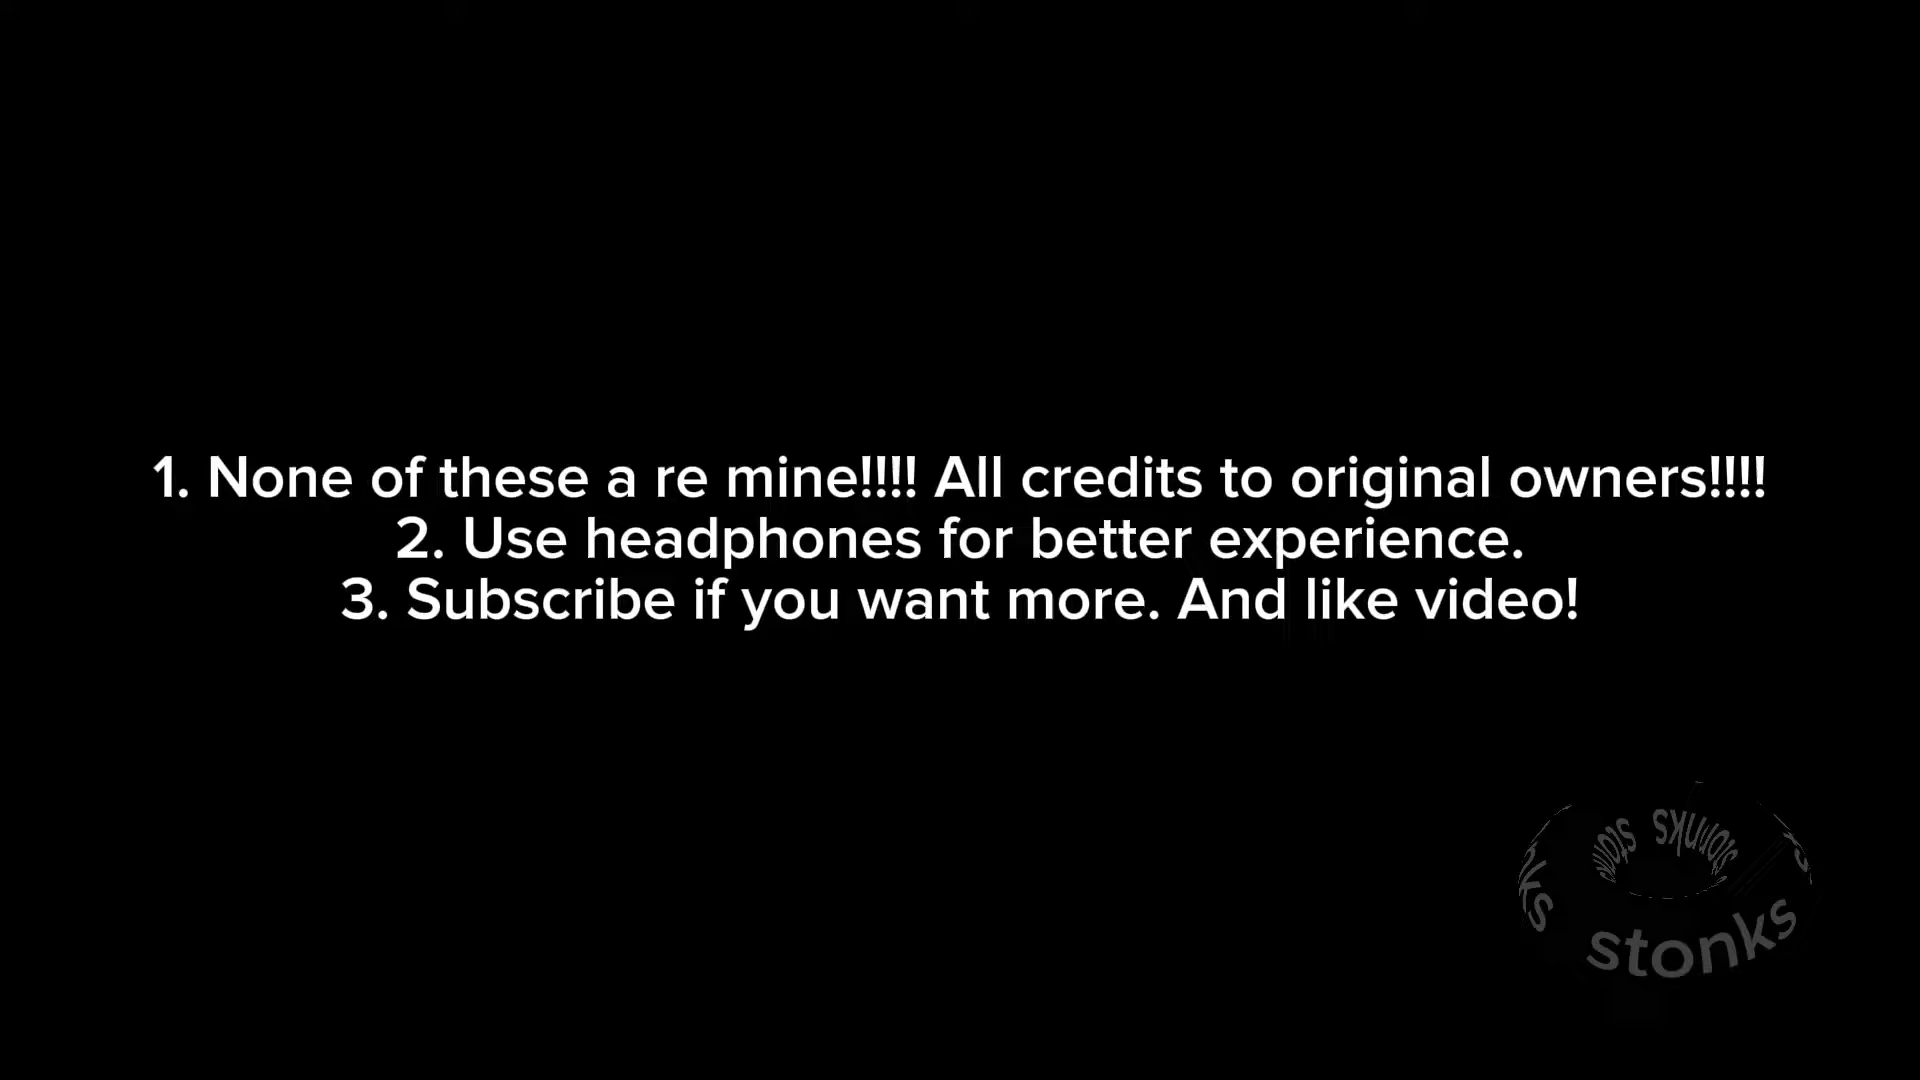 1. None of these a re mine!!!! All credits to original owners!!!!
2. Use headphones for better experience.
3. Subscribe if you want more. And like video!
stonks
stonks